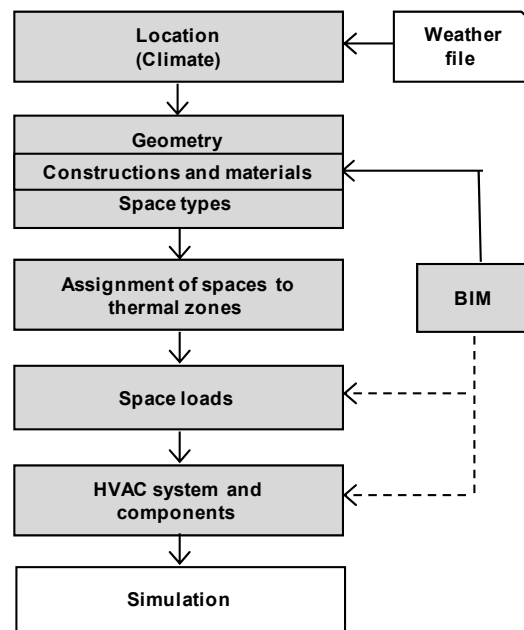 Location
(Climate)
Weather
file
Geometry
Constructions and materials
Space types
Assignment of spaces to
thermal zones
BIM
Space loads
HVAC system and
components
Simulation